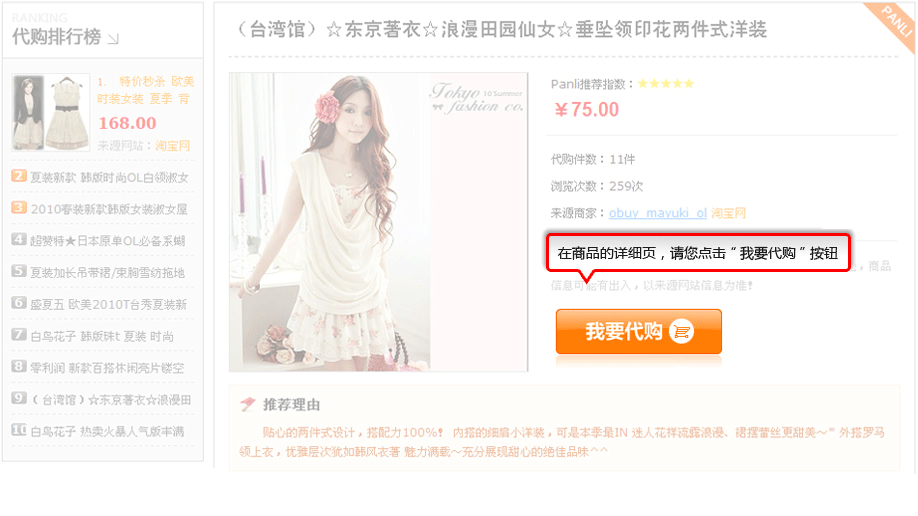 RANKING
代购排行榜
1. 特价秒杀 欧美
时装女装 夏季 青
168.00
来源网站：淘宝网
2 夏装新款 韩版时尚OL白领淑女
3 2010春装新款韩版女装淑女屋
4 超赞特★日本原单OL必备系蝴
5 夏装加长吊带裙/束胸雪纺拖地
6 盛夏五 欧美2010T台秀夏装新
7 白鸟花子 韩版珠t 夏装 时尚
8 零利润 新款百搭休闲亮片镂空
9 （台湾馆）☆东京著衣☆浪漫田
10 白鸟花子 热卖火暴人气版丰满
PANLI
（台湾馆）☆东京著衣☆浪漫田园仙女☆垂坠领印花两件式洋装
Tokyo 10'Summer
fashion co.
Panli推荐指数：★★★★★
￥75.00
代购件数：11件
浏览次数：259次
来源商家：obuy_mayuki_ol 淘宝网
在商品的详细页，请您点击“我要代购”按钮
，商品
信息可能有出入，以来源网站信息为准！
我要代购
推荐理由
贴心的两件式设计，搭配力100%！ 内搭的细肩小洋装，可是本季最IN 迷人花样流露浪漫、裙摆蕾丝更甜美～" 外搭罗马
领上衣，优雅层次犹如韩风衣著 魅力满载～充分展现甜心的绝佳品味^^